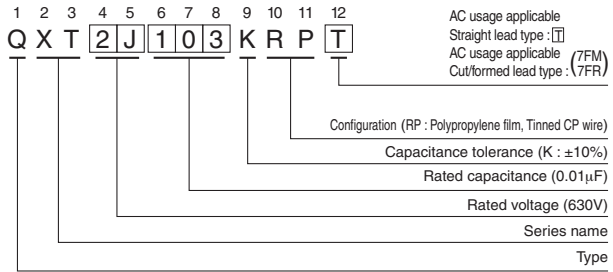 1 2 3 4 5 6 7 8 9 10 11 12
Q X T 2 J 1 0 3 K R P T
AC usage applicable
Straight lead type : T
AC usage applicable (7FM)
Cut/formed lead type : (7FR)
Configuration (RP : Polypropylene film, Tinned CP wire)
Capacitance tolerance (K : ±10%)
Rated capacitance (0.01μF)
Rated voltage (630V)
Series name
Type